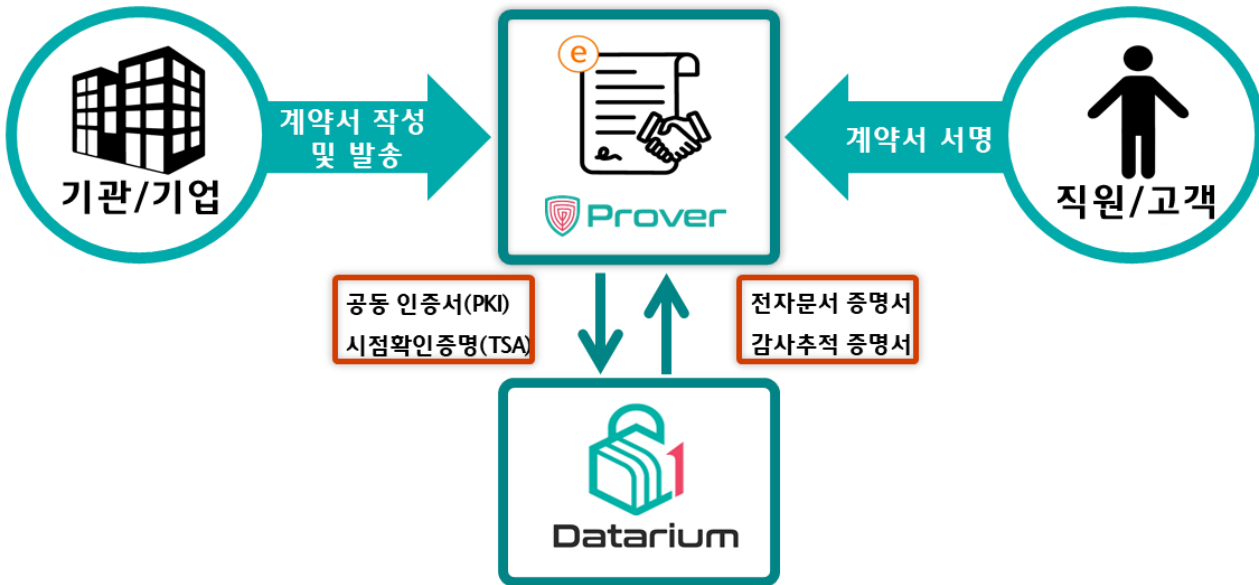 기관/기업
계약서 작성
및 발송
e
Prover
계약서 서명
직원/고객
공동 인증서(PKI)
시점확인증명(TSA)
전자문서 증명서
감사추적 증명서
1
Datarium